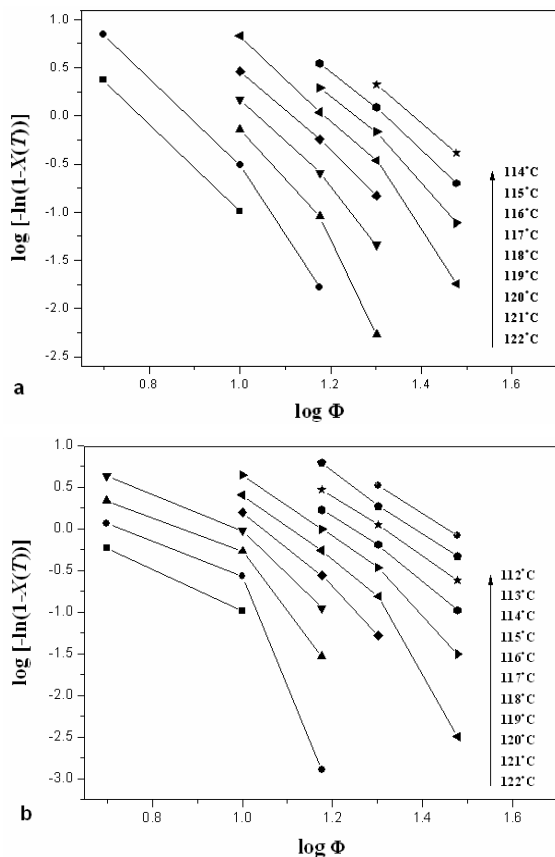 1.0
0.5
0.0
-0.5
-1.0
-1.5
-2.0
-2.5
log [-ln(1-X(T))]
114°C
115°C
116°C
117°C
118°C
119°C
120°C
121°C
122°C
0.8 1.0 1.2 1.4 1.6
a
log Φ
1.0
0.5
0.0
-0.5
-1.0
-1.5
-2.0
-2.5
-3.0
log [-ln(1-X(T))]
112°C
113°C
114°C
115°C
116°C
117°C
118°C
119°C
120°C
121°C
122°C
0.8 1.0 1.2 1.4 1.6
b
log Φ